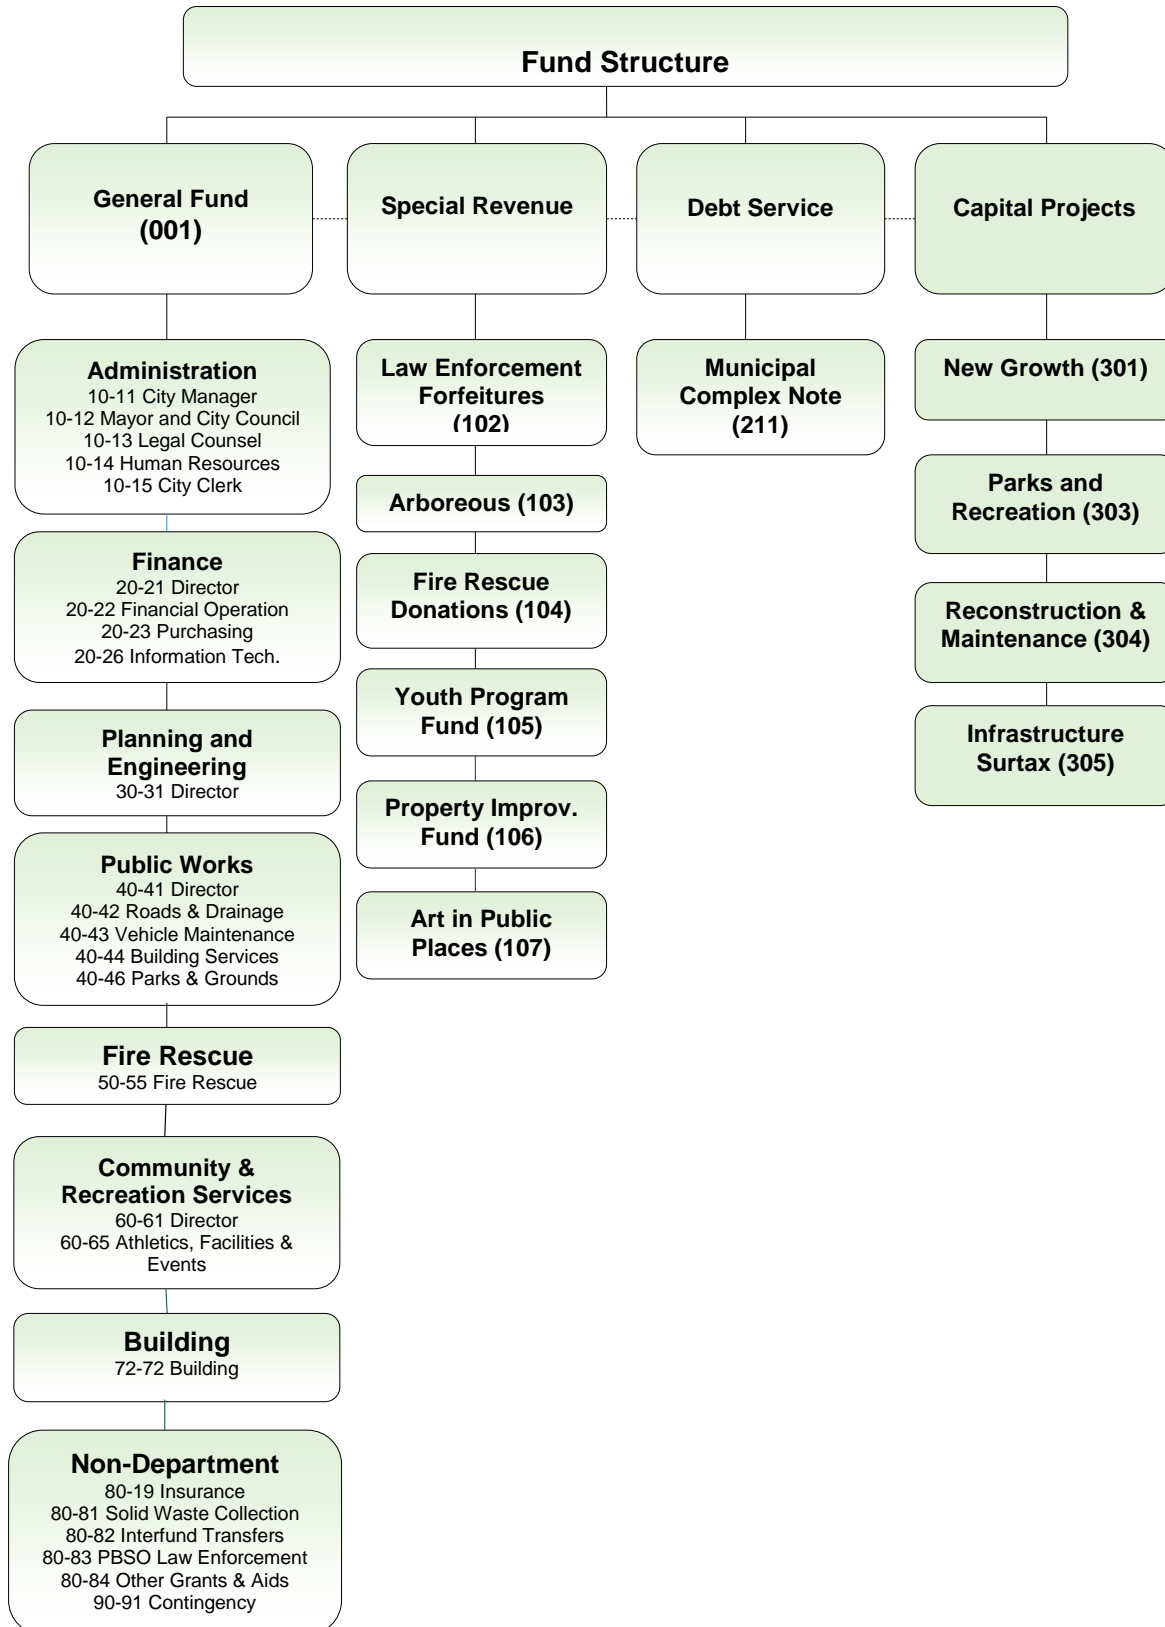 Fund Structure
General Fund
(001)
Special Revenue
Debt Service
Capital Projects
Administration
10-11 City Manager
10-12 Mayor and City Council
10-13 Legal Counsel
10-14 Human Resources
10-15 City Clerk
Finance
20-21 Director
20-22 Financial Operation
20-23 Purchasing
20-26 Information Tech.
Planning and
Engineering
30-31 Director
Public Works
40-41 Director
40-42 Roads & Drainage
40-43 Vehicle Maintenance
40-44 Building Services
40-46 Parks & Grounds
Fire Rescue
50-55 Fire Rescue
Community &
Recreation Services
60-61 Director
60-65 Athletics, Facilities &
Events
Building
72-72 Building
Non-Department
80-19 Insurance
80-81 Solid Waste Collection
80-82 Interfund Transfers
80-83 PBSO Law Enforcement
80-84 Other Grants & Aids
90-91 Contingency
Law Enforcement
Forfeitures
(102)
Arboreous (103)
Fire Rescue
Donations (104)
Youth Program
Fund (105)
Property Improv.
Fund (106)
Art in Public
Places (107)
Municipal
Complex Note
(211)
New Growth (301)
Parks and
Recreation (303)
Reconstruction &
Maintenance (304)
Infrastructure
Surtax (305)